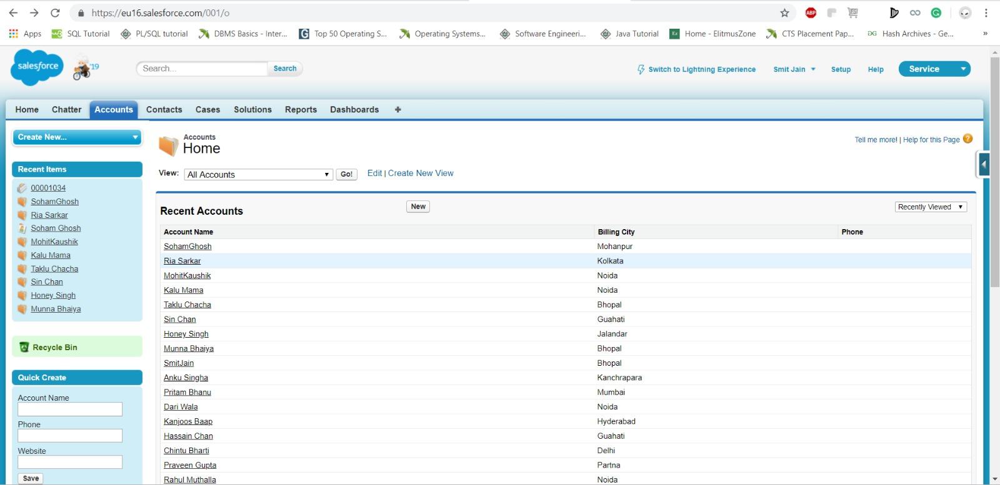 https://eu16.salesforce.com/001/o
ABP
Apps SQL Tutorial PL/SQL tutorial DBMS Basics - Inter... Top 50 Operating S... Operating Systems... Software Engineeri... Java Tutorial Home - ElitmusZone CTS Placement Pap... Hash Archives - Ge... »
salesforce '19 Search... Search Switch to Lightning Experience Smit Jain Setup Help Service
Home Chatter Accounts Contacts Cases Solutions Reports Dashboards +
Create New...
Recent Items
00001034
SohamGhosh
Ria Sarkar
Soham Ghosh
MohitKaushik
Kalu Mama
Taklu Chacha
Sin Chan
Honey Singh
Munna Bhaiya
Recycle Bin
Quick Create
Account Name
Phone
Website
Save
Accounts
Home
Tell me more! | Help for this Page ?
View: All Accounts Go! Edit | Create New View
Recent Accounts New Recently Viewed
Account Name Billing City Phone
SohamGhosh Mohanpur
Ria Sarkar Kolkata
MohitKaushik Noida
Kalu Mama Noida
Taklu Chacha Bhopal
Sin Chan Guahati
Honey Singh Jalandar
Munna Bhaiya Bhopal
SmitJain Bhopal
Anku Singha Kanchrapara
Pritam Bhanu Mumbai
Dari Wala Noida
Kanjoos Baap Hyderabad
Hassain Chan Guahati
Chintu Bharti Delhi
Praveen Gupta Partna
Rahul Muthalla Noida